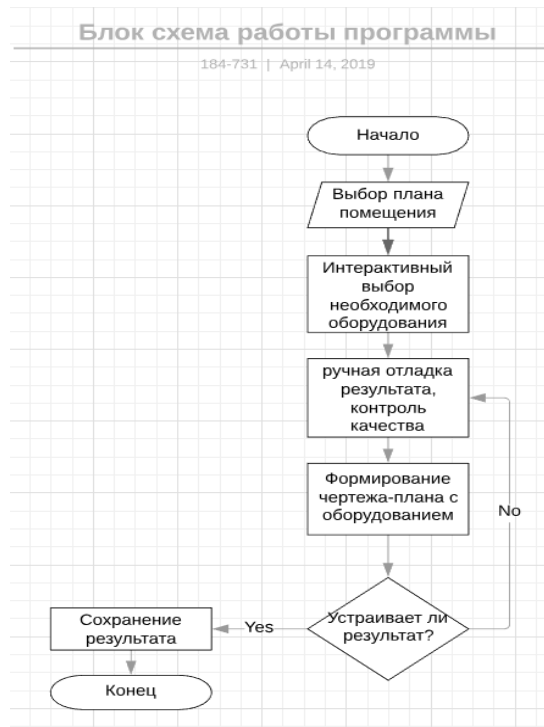 Блок схема работы программы
184-731 | April 14, 2019
Начало
Выбор плана
помещения
Интерактивный
выбор
необходимого
оборудования
ручная отладка
результата,
контроль
качества
Формирование
чертежа-плана с
оборудованием
No
Устраивает ли
результат?
Yes
Сохранение
результата
Конец